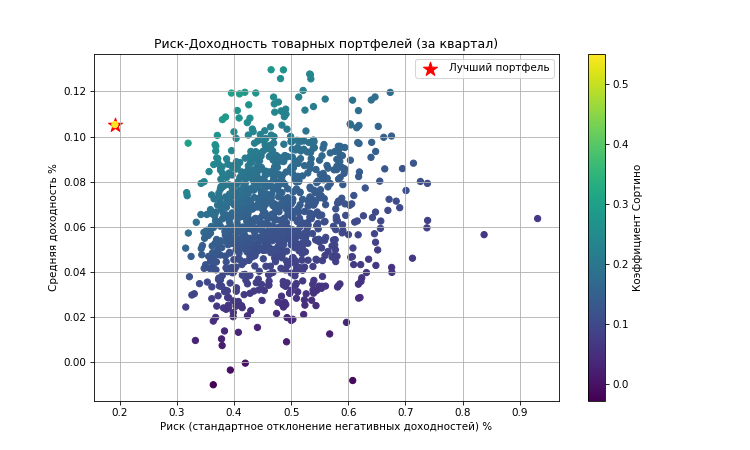 Риск-Доходность товарных портфелей (за квартал)
Лучший портфель
Средняя доходность %
0.12
0.10
0.08
0.06
0.04
0.02
0.00
0.2 0.3 0.4 0.5 0.6 0.7 0.8 0.9
Риск (стандартное отклонение негативных доходностей) %
0.5
0.4
0.3
0.2
0.1
0.0
Коэффициент Сортино